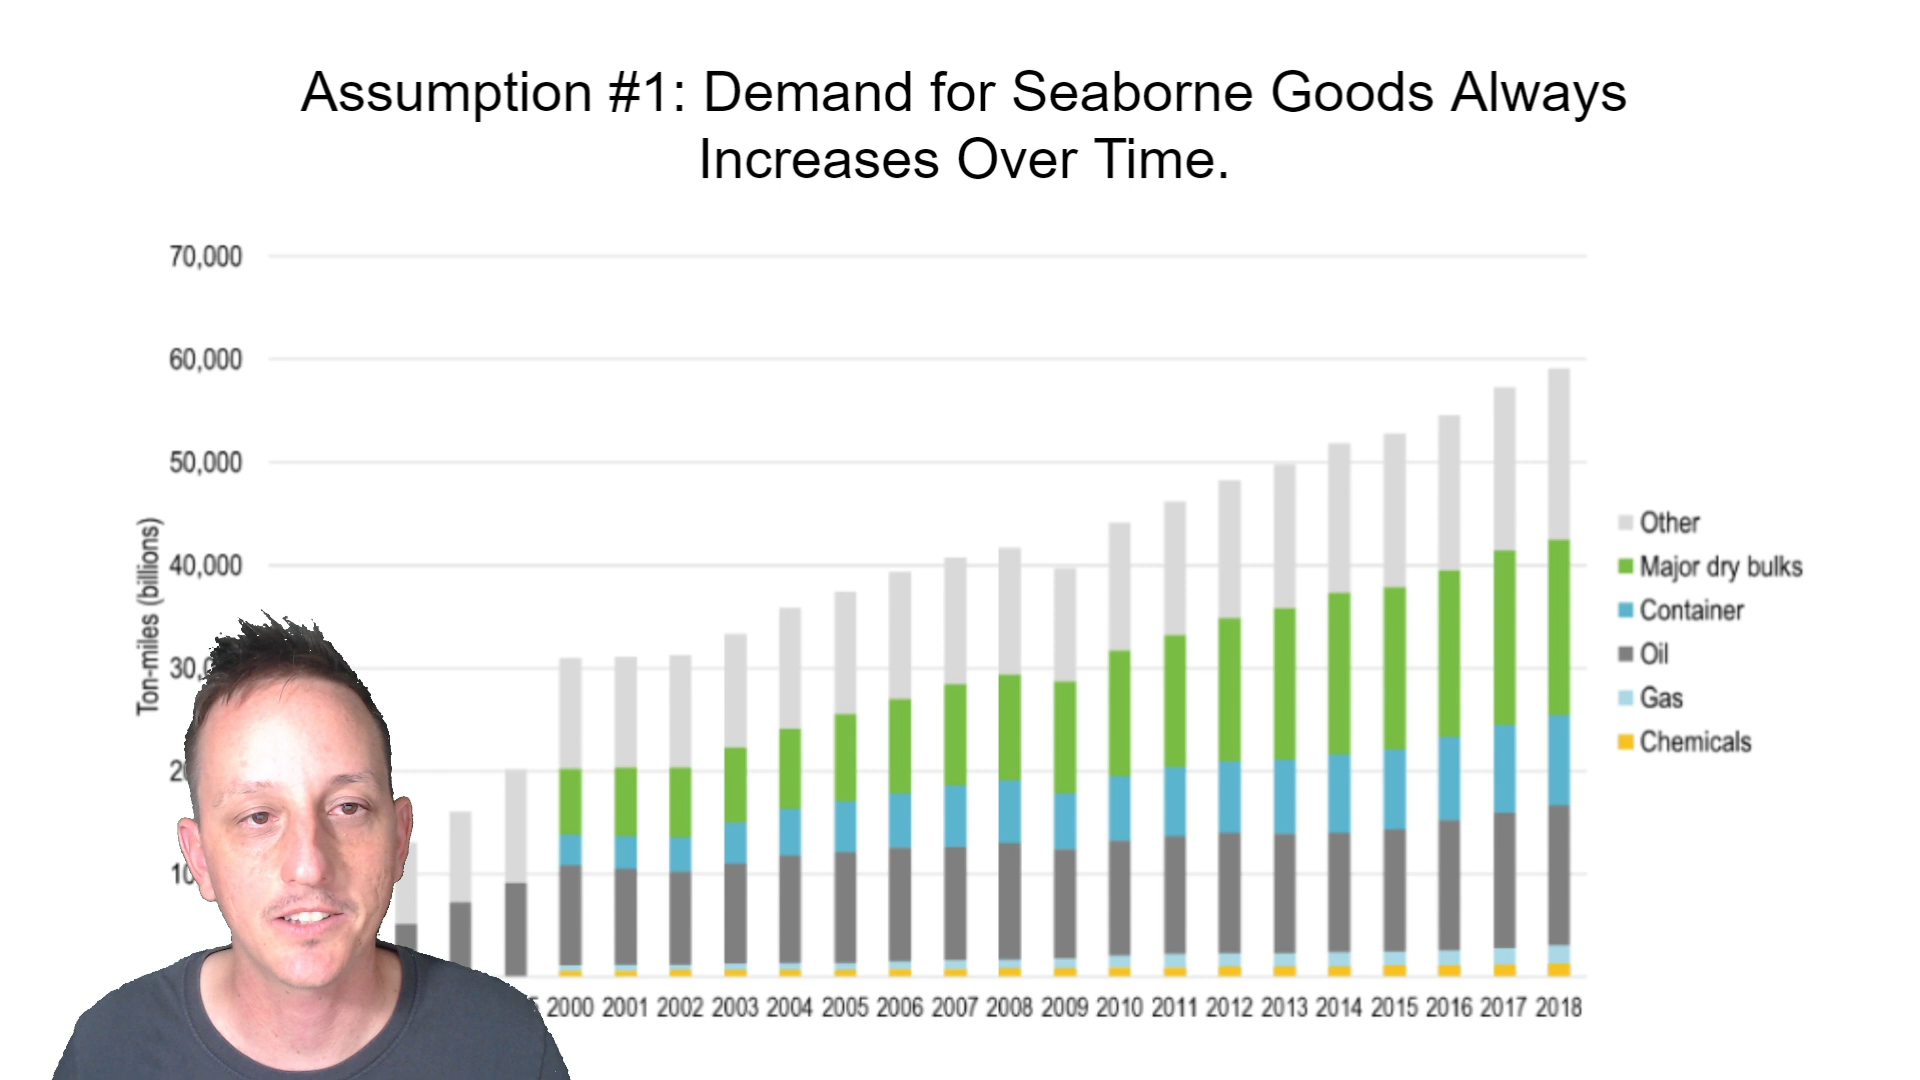 Assumption #1: Demand for Seaborne Goods Always
Increases Over Time.
70,000
60,000
50,000
40,000
Ton-miles (billions)
Other
Major dry bulks
Container
Oil
Gas
Chemicals
2000 2001 2002 2003 2004 2005 2006 2007 2008 2009 2010 2011 2012 2013 2014 2015 2016 2017 2018